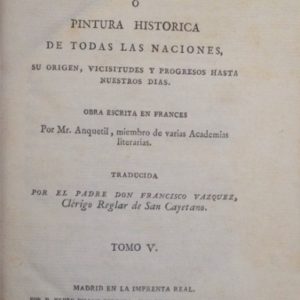 Ó
PINTURA HISTORICA
DE TODAS LAS NACIONES,
SU ORIGEN, VICISITUDES Y PROGRESOS HASTA
NUESTROS DIAS.
OBRA ESCRITA EN FRANCES
Por Mr. Anquetil, miembro de varias Academias
literarias.
TRADUCIDA
POR EL PADRE DON FRANCISCO VAZQUEZ,
Clérigo Reglar de San Cayetano.
TOMO V.
MADRID EN LA IMPRENTA REAL.